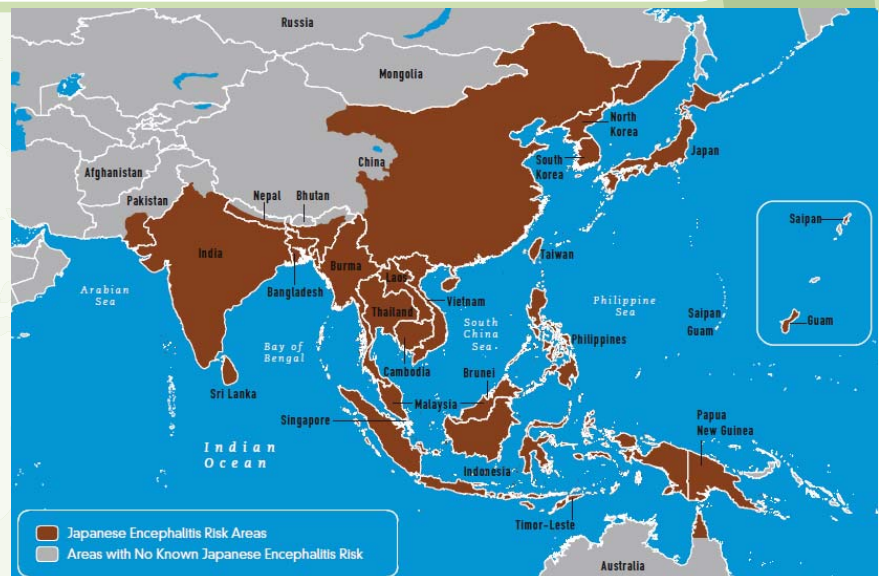 Russia
Mongolia
North
Korea
China
South
Korea
Japan
Afghanistan
Pakistan
Nepal
Bhutan
Saipan
India
Burma
Taiwan
Laos
Bangladesh
Vietnam
Arabian
Sea
Thailand
Philippine
Sea
Saipan
Guam
Guam
South
China
Sea
Bay of
Bengal
Philippines
Cambodia
Brunei
Sri Lanka
Malaysia
Singapore
Papua
New Guinea
Indian
Ocean
Indonesia
Timor-Leste
Japanese Encephalitis Risk Areas
Areas with No Known Japanese Encephalitis Risk
Australia